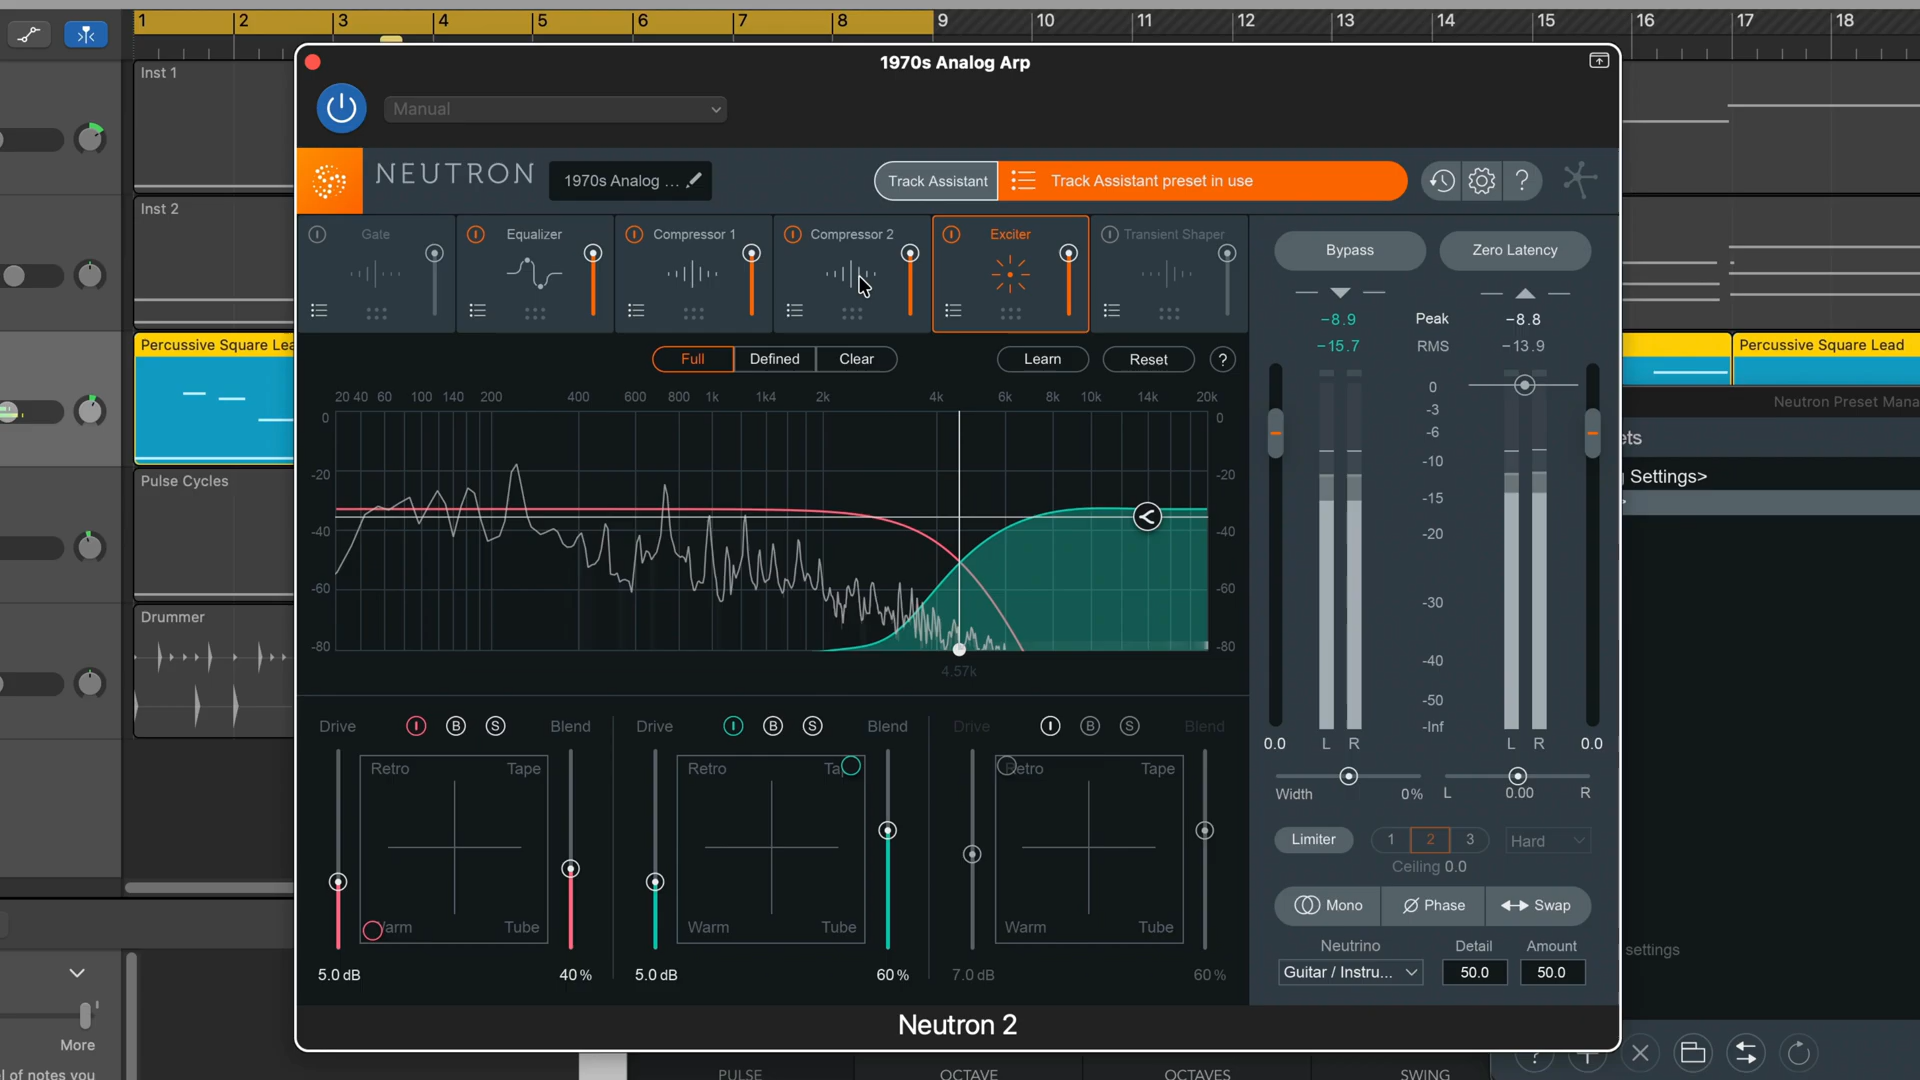 1 2 3 4 5 6 7 8 9 10 11 12 13 14 15 16 17 18
Inst 1
1970s Analog Arp
Manual
NEUTRON
1970s Analog ...
Track Assistant
Track Assistant preset in use
?
Inst 2
Gate
Equalizer
Compressor 1
Compressor 2
Exciter
Transient Shaper
Bypass
Zero Latency
-8.9 Peak -8.8
-15.7 RMS -13.9
Percussive Square Lea
Percussive Square Lead
Full Defined Clear
Learn Reset ?
Neutron Preset Mana
20 40 60 100 140 200 400 600 800 1k 1k4 2k 4k 6k 8k 10k 14k 20k
0 0
-20 -20
-40 -40
-60 -60
-80 -80
4.57k
0
-3
-6
-10
-15
-20
-30
-40
-50
-Inf
ets
Settings>
Pulse Cycles
Drummer
Drive B S Blend
Retro Tape
Warm Tube
5.0 dB 40 %
Drive B S Blend
Retro Ta
Warm Tube
5.0 dB 60 %
Drive B S Blend
Retro Tape
Warm Tube
7.0 dB 60 %
0.0 L R L R 0.0
Width 0% L 0.00 R
Limiter 1 2 3 Hard
Ceiling 0.0
Mono Phase Swap
Neutrino Detail Amount
Guitar / Instru... 50.0 50.0
settings
Neutron 2
More
l of notes you
PULSE OCTAVE OCTAVES SWING